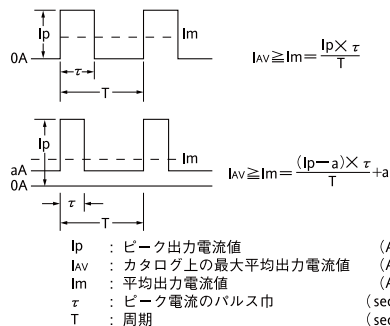 Ip
Im
0A
τ
T
IAV≧Im=Ip×τ/T
Ip
Im
aA
0A
τ
T
IAV≧Im=(Ip-a)×τ/T+a
Ip : ピーク出力電流値 (A
IAV : カタログ上の最大平均出力電流値 (A
Im : 平均出力電流値 (A
τ : ピーク電流のパルス巾 (sec
T : 周期 (sec